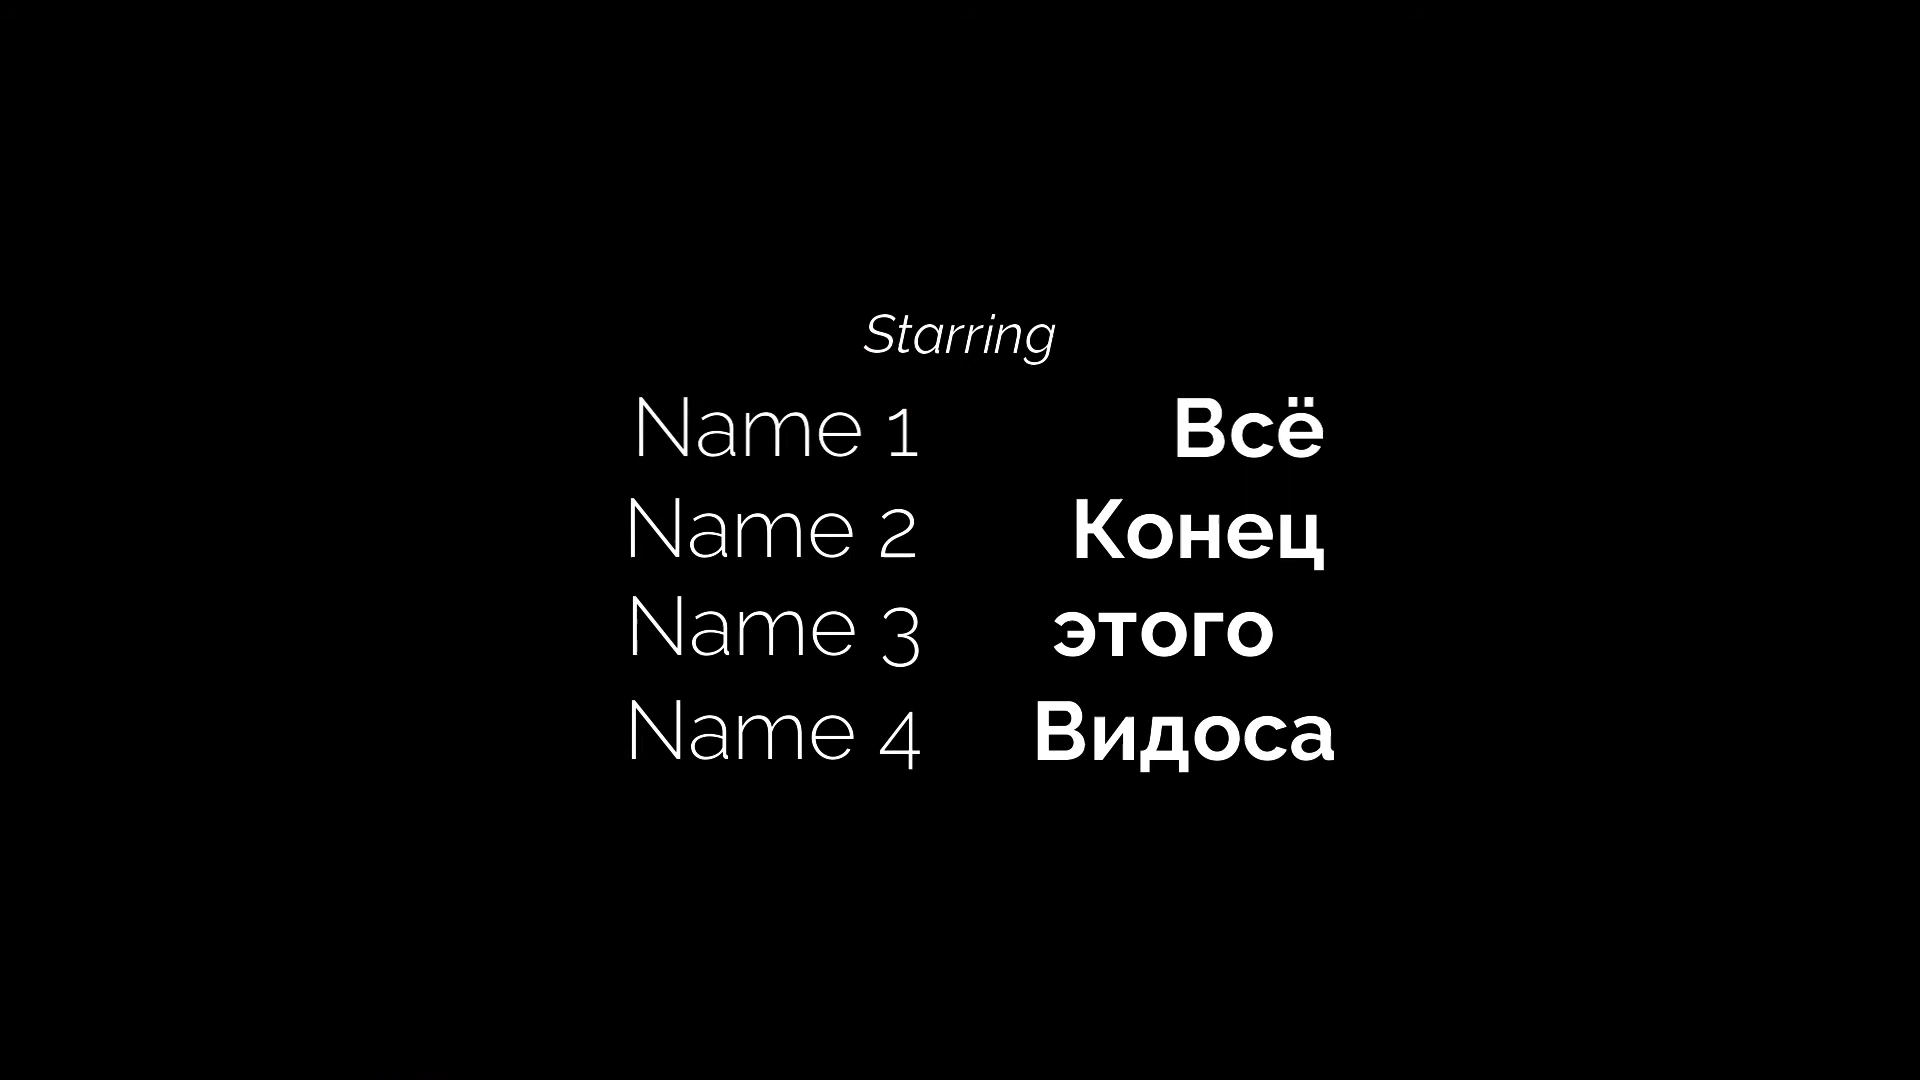 Starring
Name 1 Всё
Name 2 Конец
Name 3 этого
Name 4 Видоса